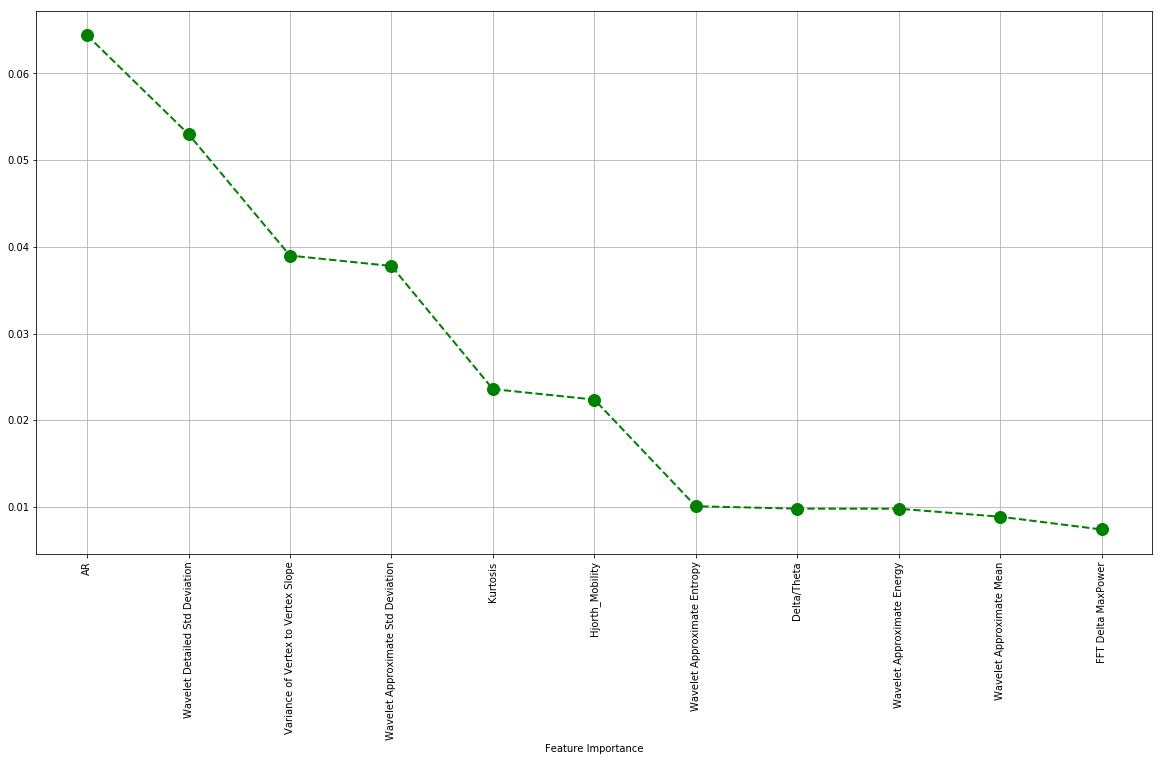 0.06
0.05
0.04
0.03
0.02
0.01
AR
Wavelet Detailed Std Deviation
Variance of Vertex to Vertex Slope
Wavelet Approximate Std Deviation
Kurtosis
Hjorth_Mobility
Wavelet Approximate Entropy
Delta/Theta
Wavelet Approximate Energy
Wavelet Approximate Mean
FFT Delta MaxPower
Feature Importance